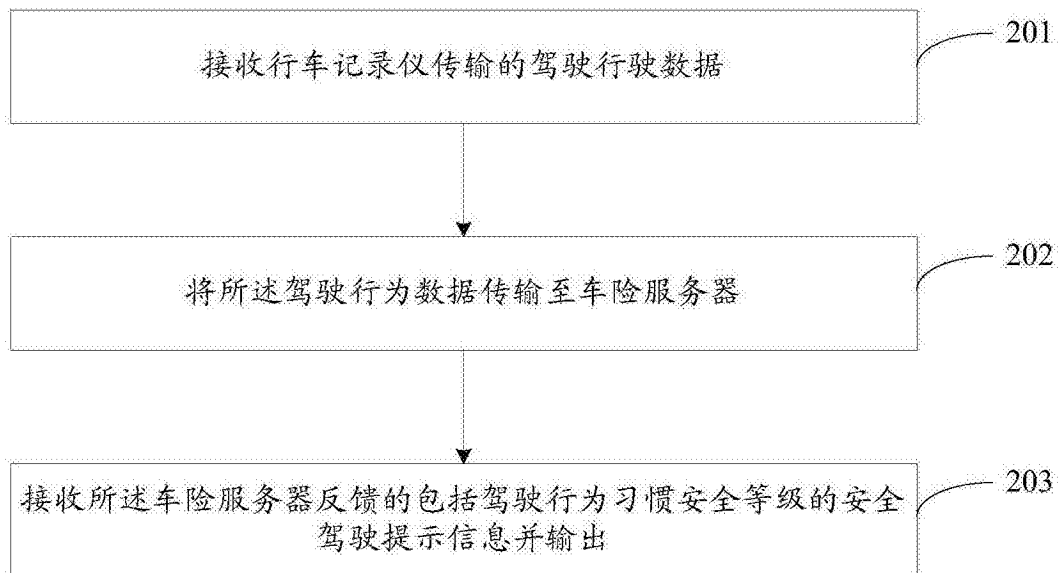 201
接收行车记录仪传输的驾驶行驶数据
202
将所述驾驶行为数据传输至车险服务器
203
接收所述车险服务器反馈的包括驾驶行为习惯安全等级的安全
驾驶提示信息并输出